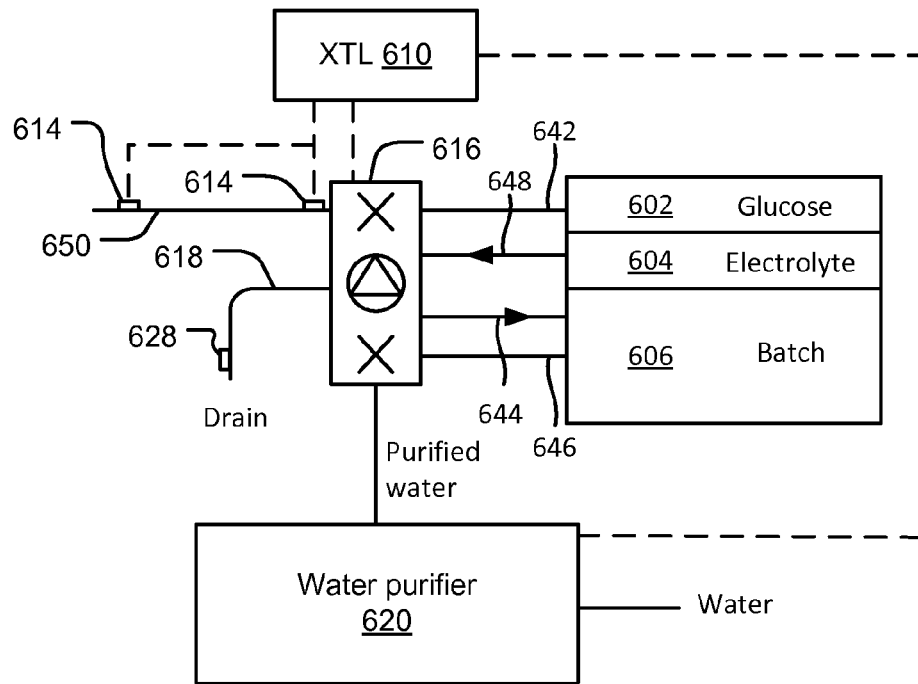 XTL 610
614
616
642
614
648
602 Glucose
650
618
604 Electrolyte
628
606 Batch
Drain
644
646
Purified
water
Water purifier
620
Water